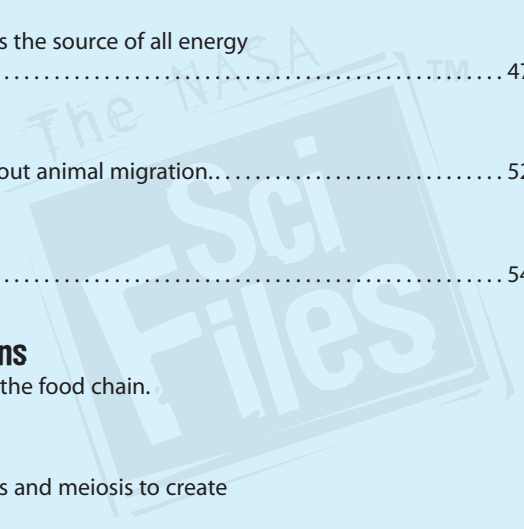 s the source of all energy
. . . . . . . . . . . . . . . . . . . . . . . . . . . . . . . . . . . . . . . . . . . . . . . . . . . . . 47
The NASA
TM
out animal migration. . . . . . . . . . . . . . . . . . . . . . . . . . . . . 52
Sci
. . . . . . . . . . . . . . . . . . . . . . . . . . . . . . . . . . . . . . . . . . . . . . . . . . . . . 54
Files
ns
the food chain.
s and meiosis to create